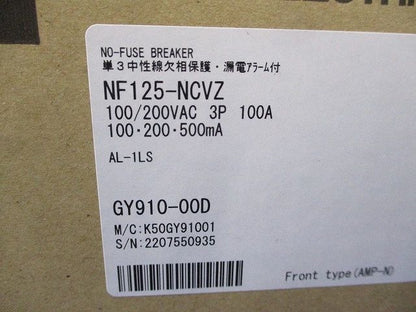 NO-FUSE BREAKER
単3中性線欠相保護・漏電ｱﾗｰﾑ付
NF125-NCVZ
100/200VAC 3P 100A
100･200･500mA
AL-1LS
GY910-00D
M/C:K50GY91001
S/N:2207550935
Front type(AMP-N)